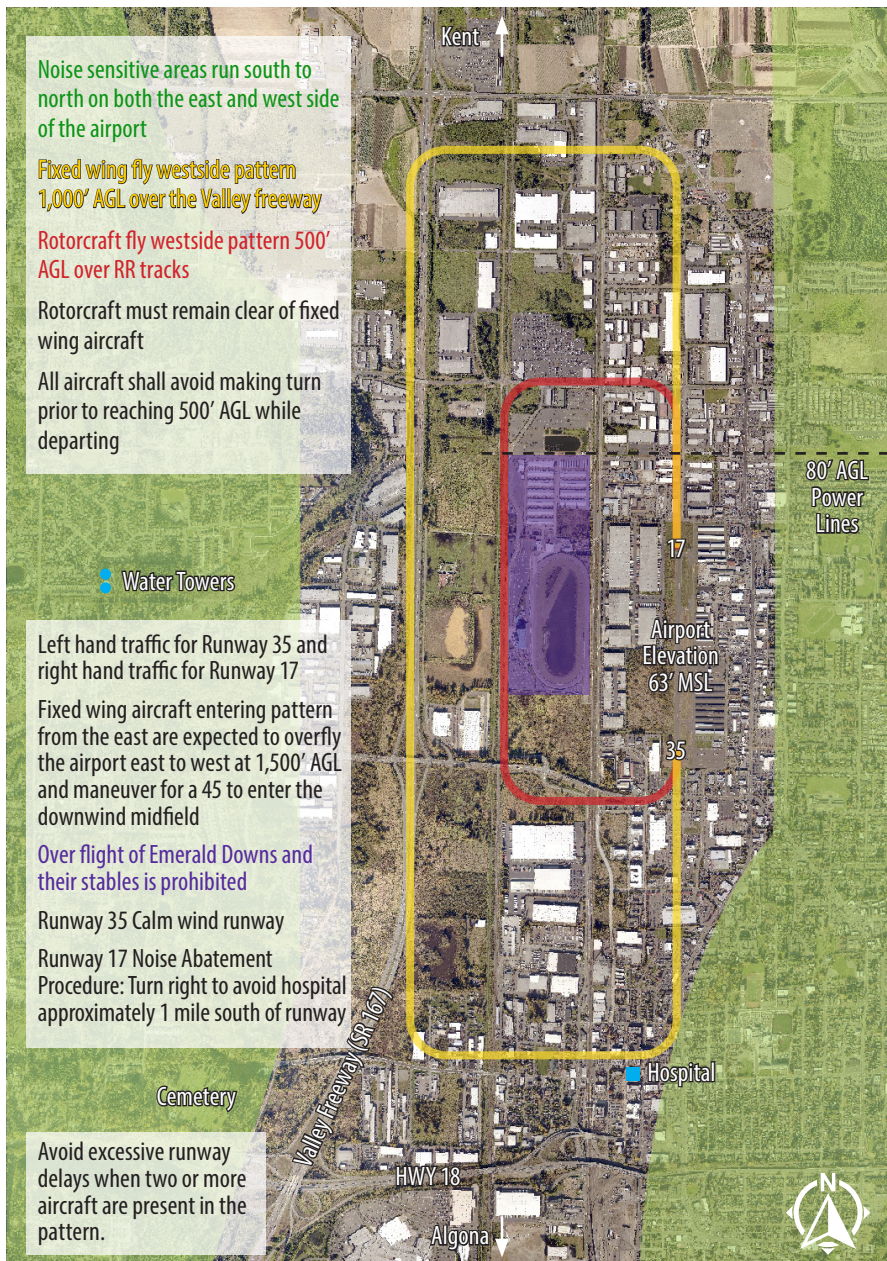 Kent
Noise sensitive areas run south to
north on both the east and west side
of the airport
Fixed wing fly westside pattern
1,000’ AGL over the Valley freeway
Rotorcraft fly westside pattern 500’
AGL over RR tracks
Rotorcraft must remain clear of fixed
wing aircraft
All aircraft shall avoid making turn
prior to reaching 500’ AGL while
departing
80’ AGL
Power
Lines
17
Water Towers
Airport
Elevation
63’ MSL
35
Left hand traffic for Runway 35 and
right hand traffic for Runway 17
Fixed wing aircraft entering pattern
from the east are expected to overfly
the airport east to west at 1,500’ AGL
and maneuver for a 45 to enter the
downwind midfield
Over flight of Emerald Downs and
their stables is prohibited
Runway 35 Calm wind runway
Runway 17 Noise Abatement
Procedure: Turn right to avoid hospital
approximately 1 mile south of runway
Valley Freeway (SR 167)
Hospital
Cemetery
HWY 18
Avoid excessive runway
delays when two or more
aircraft are present in the
pattern.
Algona
N